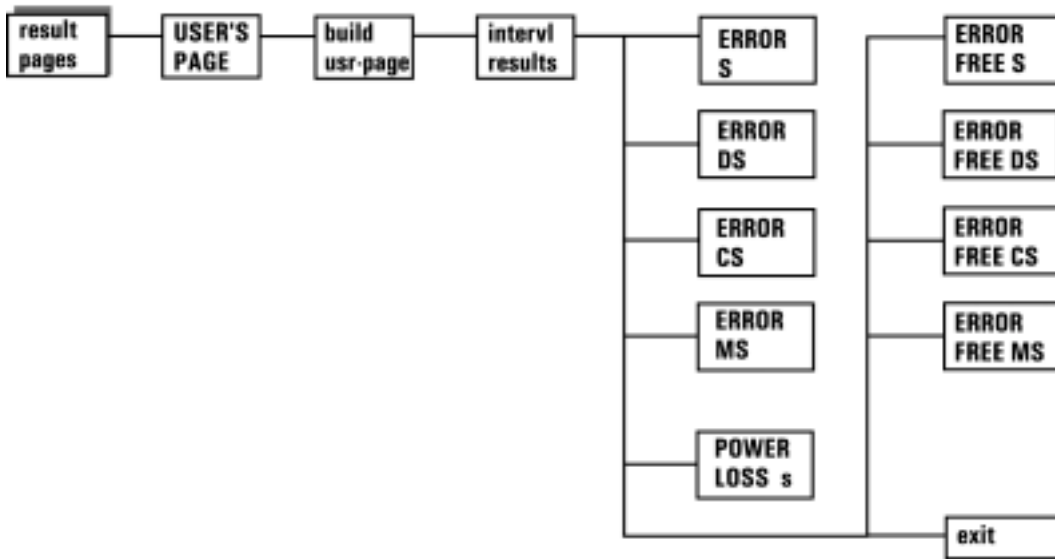 result
pages
USER'S
PAGE
build
usr-page
intervl
results
ERROR
S
ERROR
DS
ERROR
CS
ERROR
MS
POWER
LOSS s
ERROR
FREE S
ERROR
FREE DS
ERROR
FREE CS
ERROR
FREE MS
exit